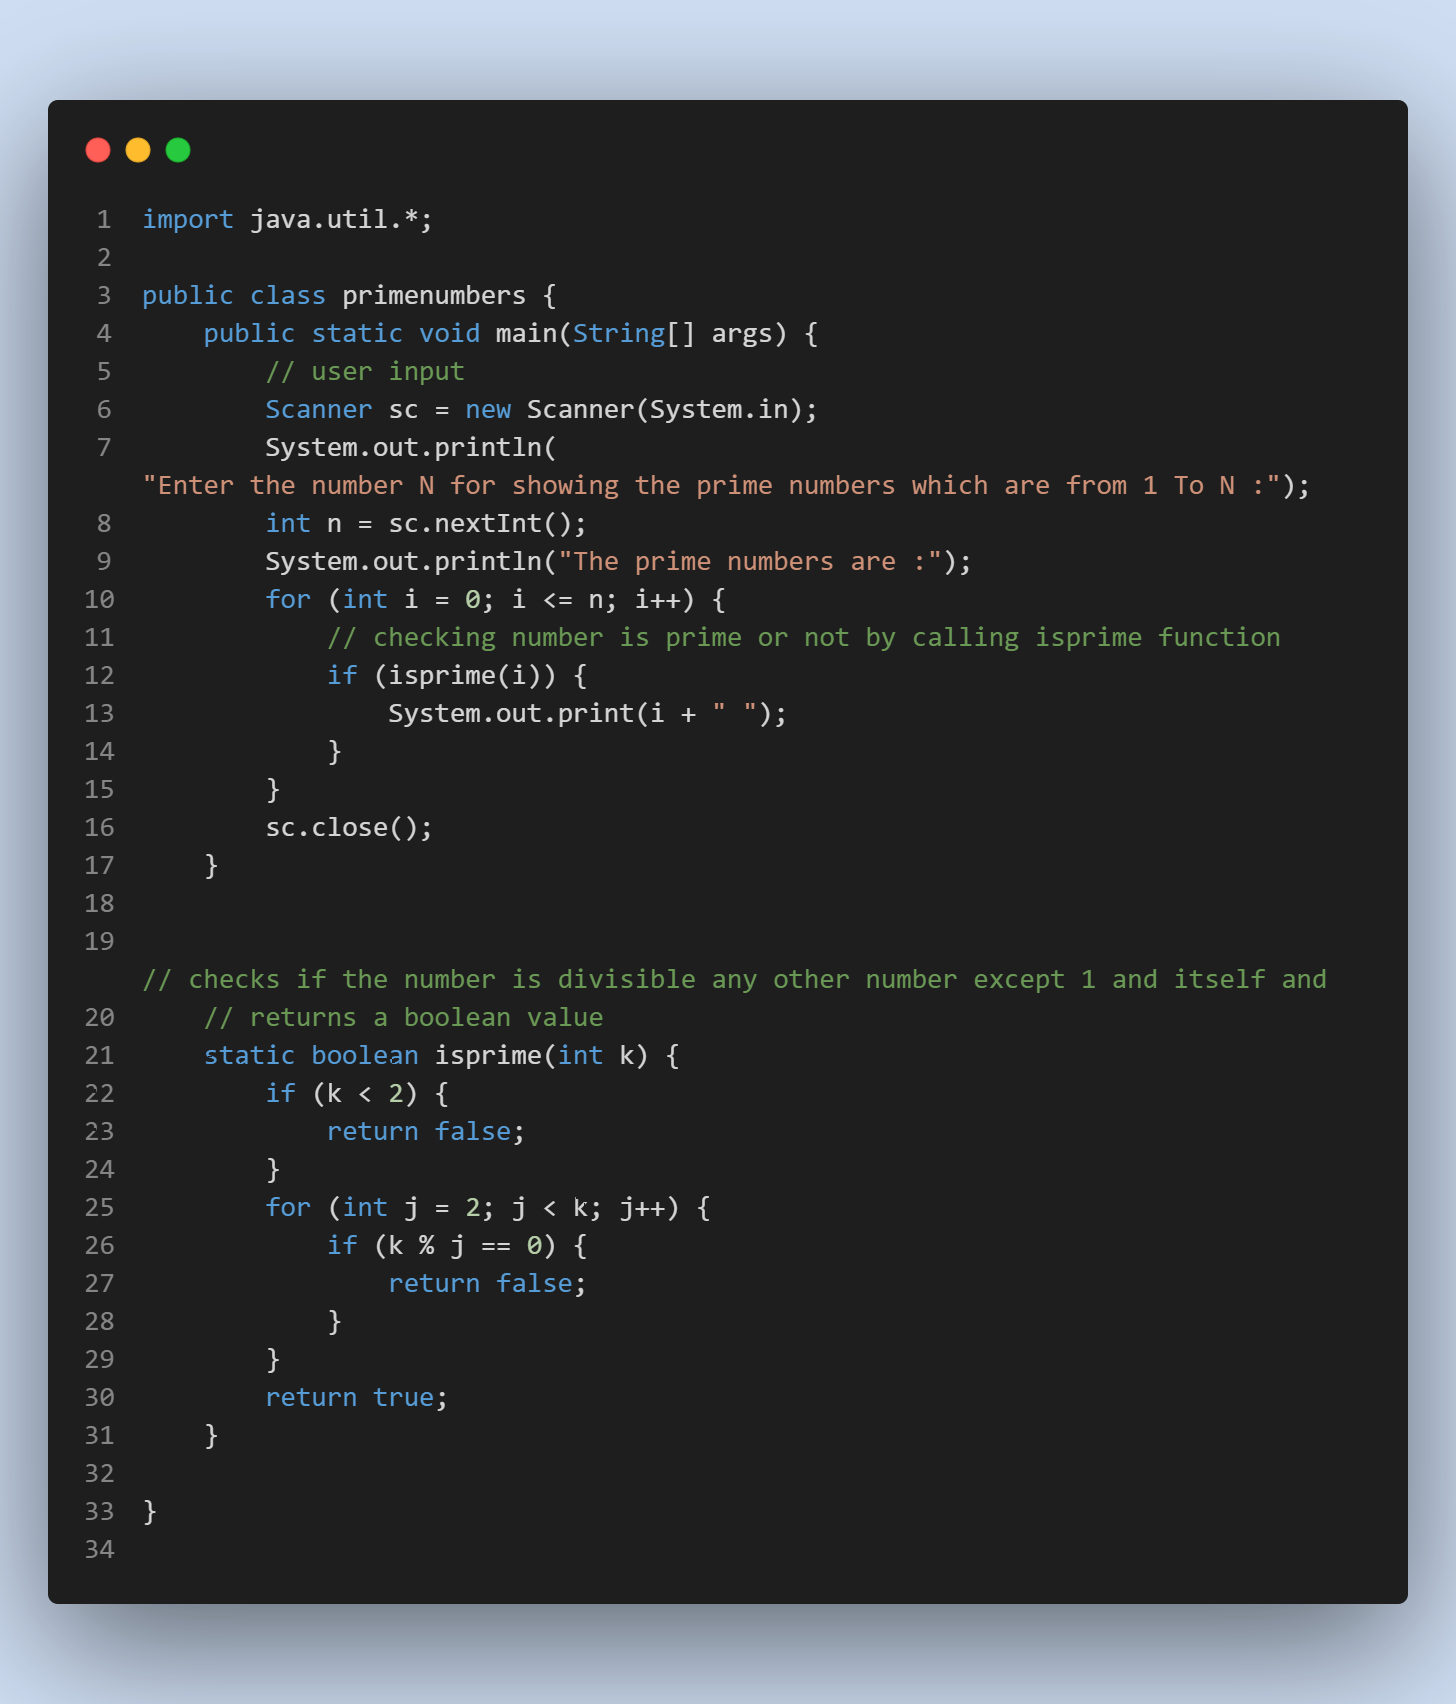 1 import java.util.*;
2
3 public class primenumbers {
4     public static void main(String[] args) {
5         // user input
6         Scanner sc = new Scanner(System.in);
7         System.out.println(
"Enter the number N for showing the prime numbers which are from 1 To N :");
8         int n = sc.nextInt();
9         System.out.println("The prime numbers are :");
10         for (int i = 0; i <= n; i++) {
11             // checking number is prime or not by calling isprime function
12             if (isprime(i)) {
13                 System.out.print(i + " ");
14             }
15         }
16         sc.close();
17     }
18
19
// checks if the number is divisible any other number except 1 and itself and
20     // returns a boolean value
21     static boolean isprime(int k) {
22         if (k < 2) {
23             return false;
24         }
25         for (int j = 2; j < k; j++) {
26             if (k % j == 0) {
27                 return false;
28             }
29         }
30         return true;
31     }
32
33 }
34